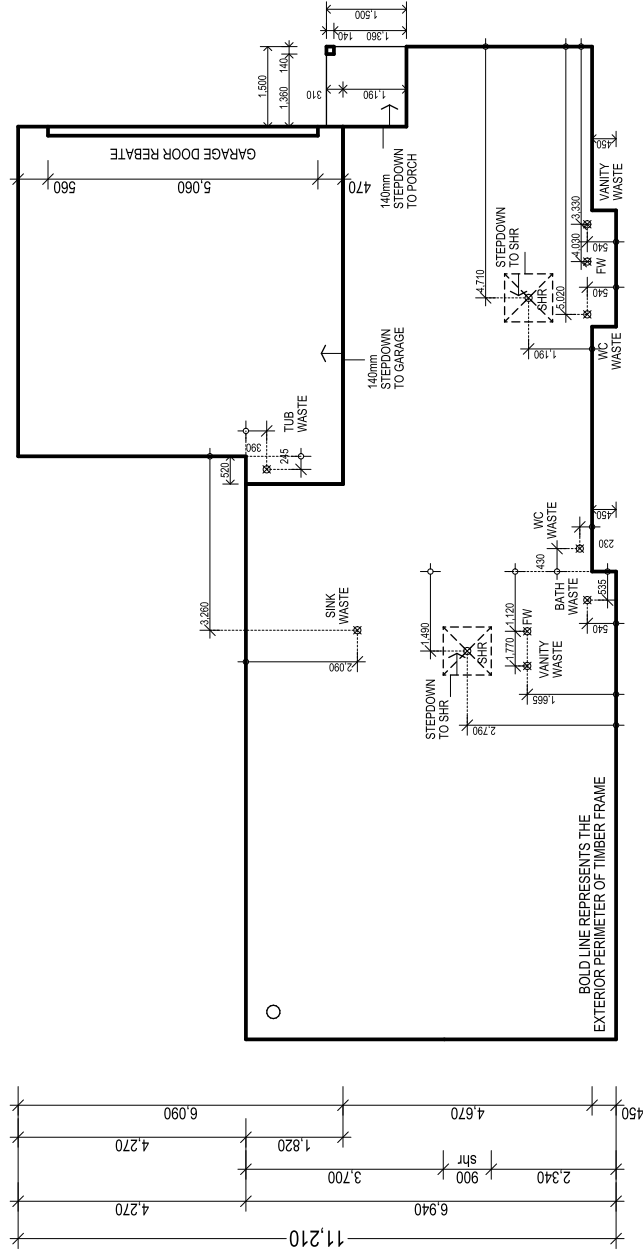 1,500
140
1,360
1,500
140
1,360
310
1,190
GARAGE DOOR REBATE
560
5,060
470
140mm
STEPDOWN
TO PORCH
140mm
STEPDOWN
TO GARAGE
STEPDOWN
TO SHR
SHR
4,710
5,020
4,030
3,330
450
VANITY
WASTE
540
FW
540
WC
WASTE
1,190
TUB
WASTE
390
245
520
3,260
SINK
WASTE
2,090
WC
WASTE
430
230
450
BATH
WASTE
535
540
1,490
STEPDOWN
TO SHR
SHR
1,120
FW
1,770
VANITY
WASTE
1,665
2,790
BOLD LINE REPRESENTS THE
EXTERIOR PERIMETER OF TIMBER FRAME
6,090
4,670
450
4,270
1,820
3,700
900
shr
2,340
4,270
6,940
11,210